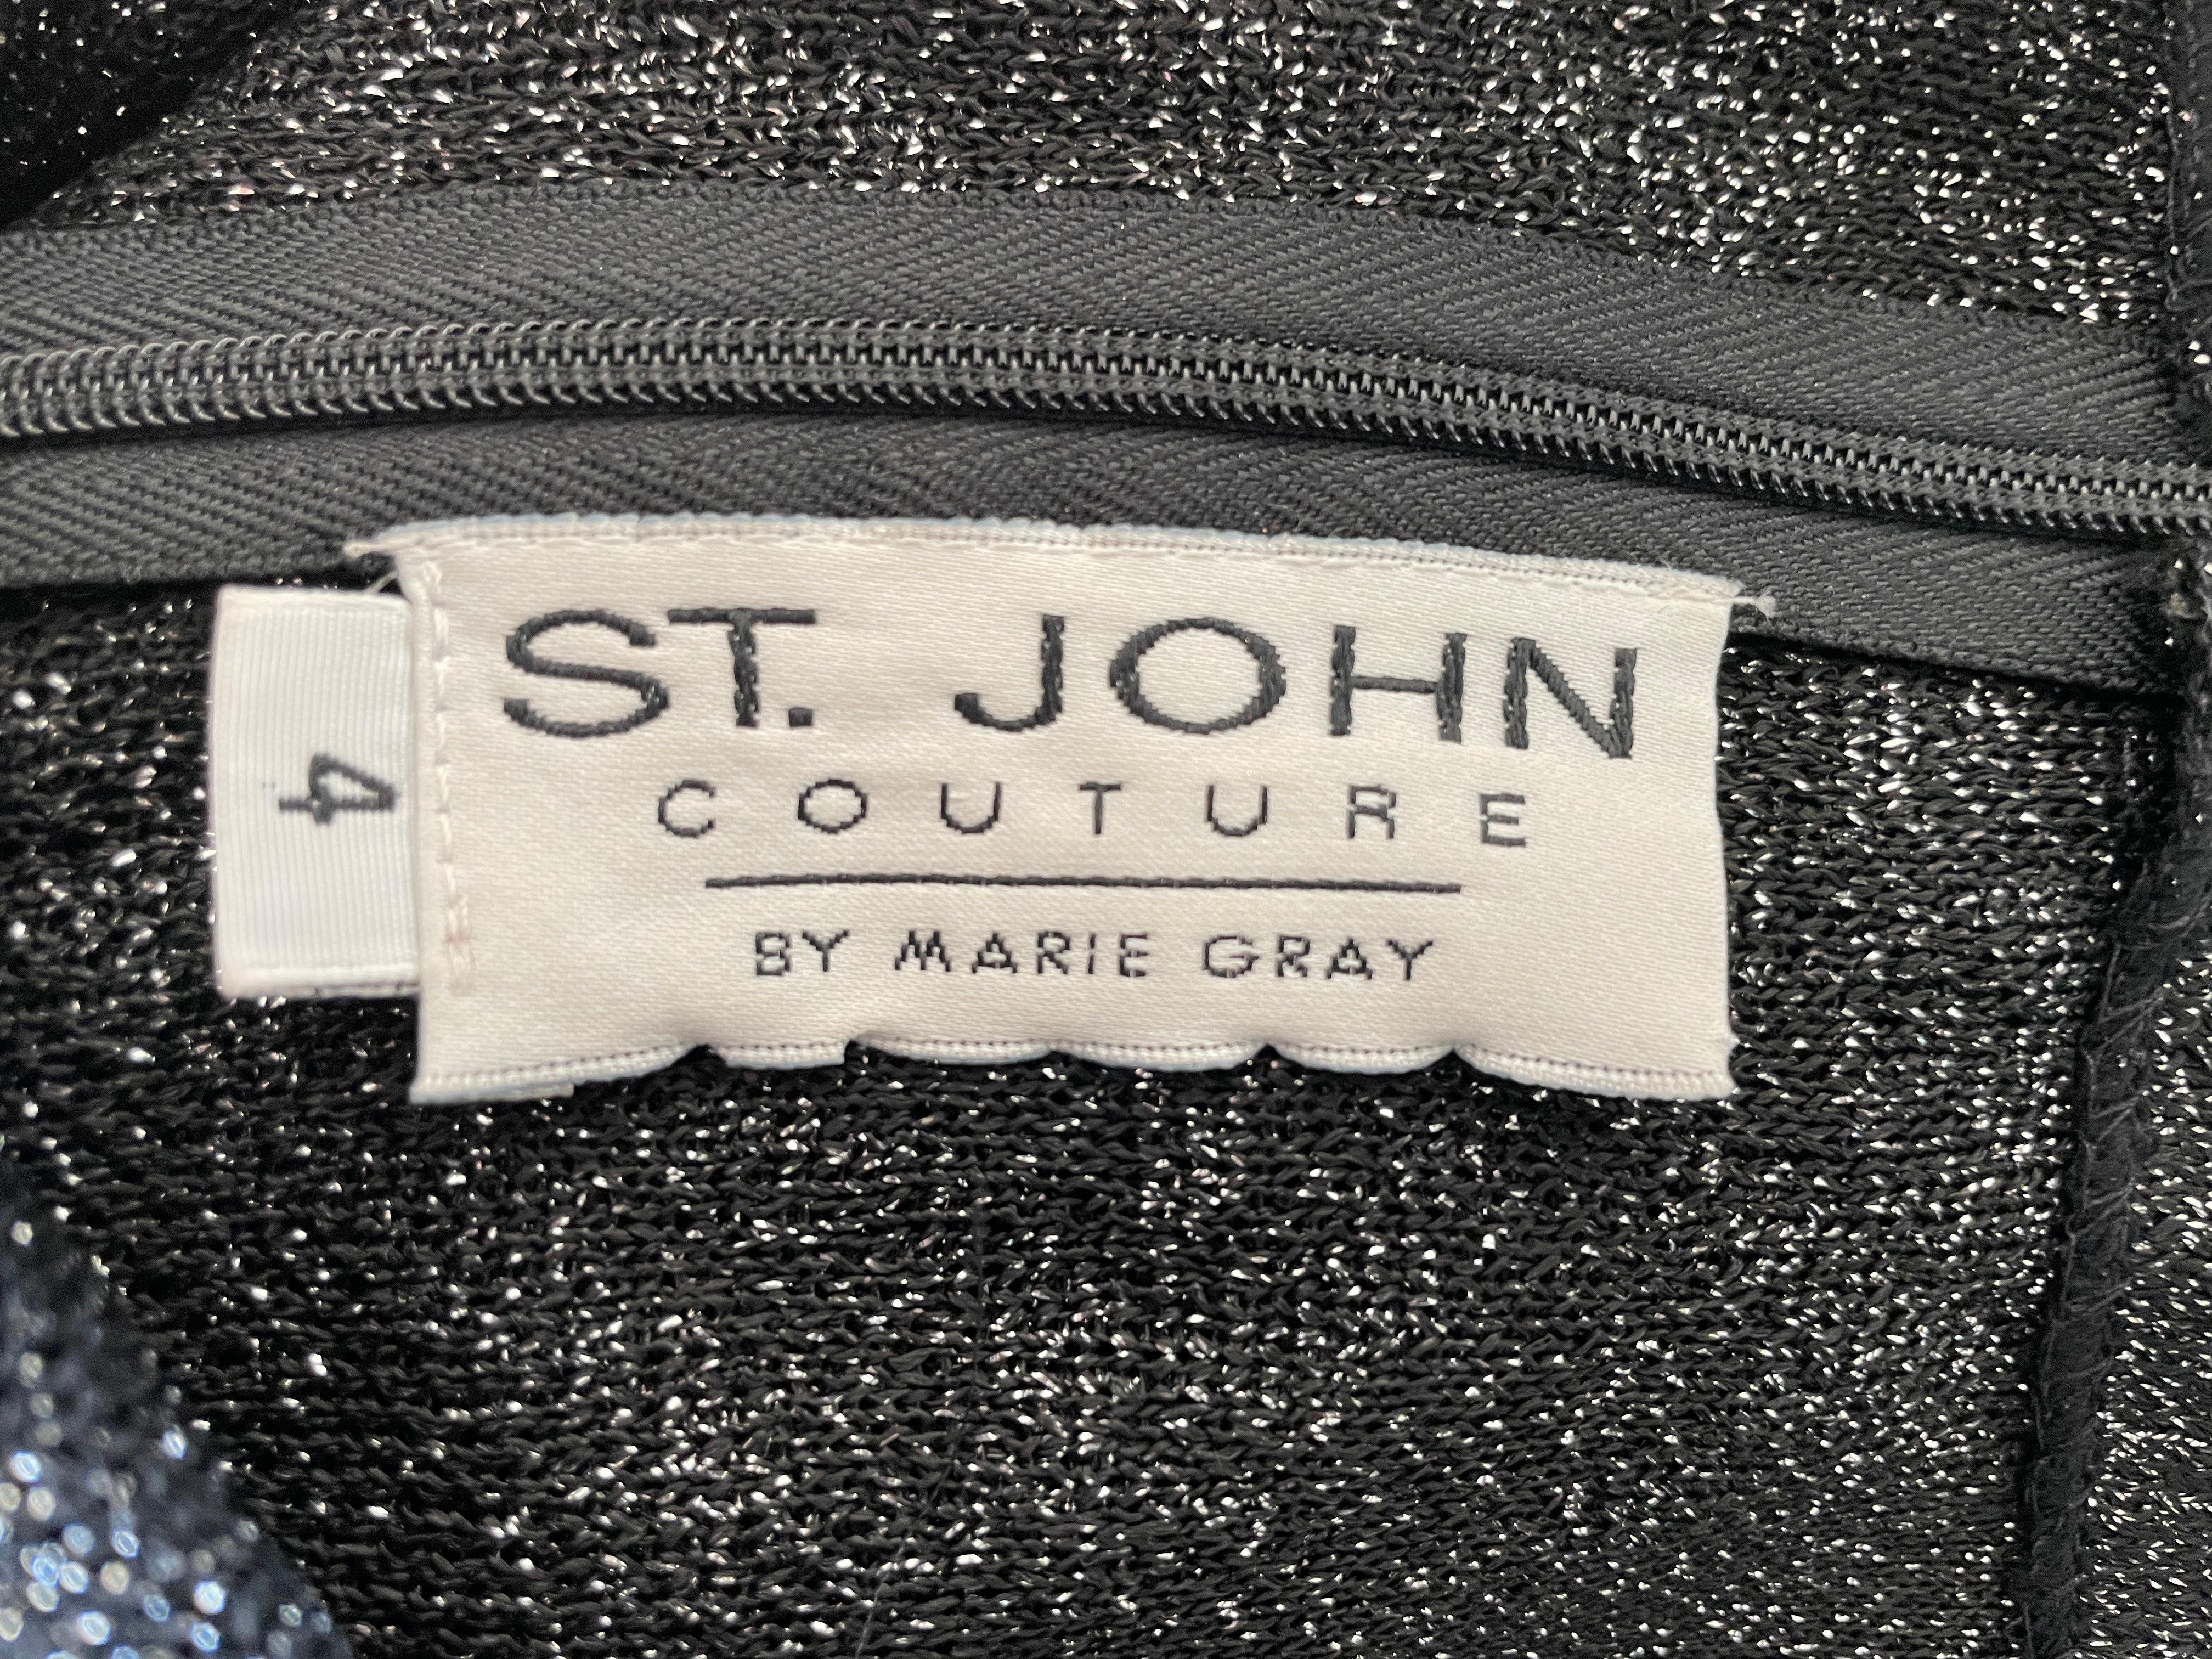 ST. JOHN
COUTURE
BY MARIE GRAY
4